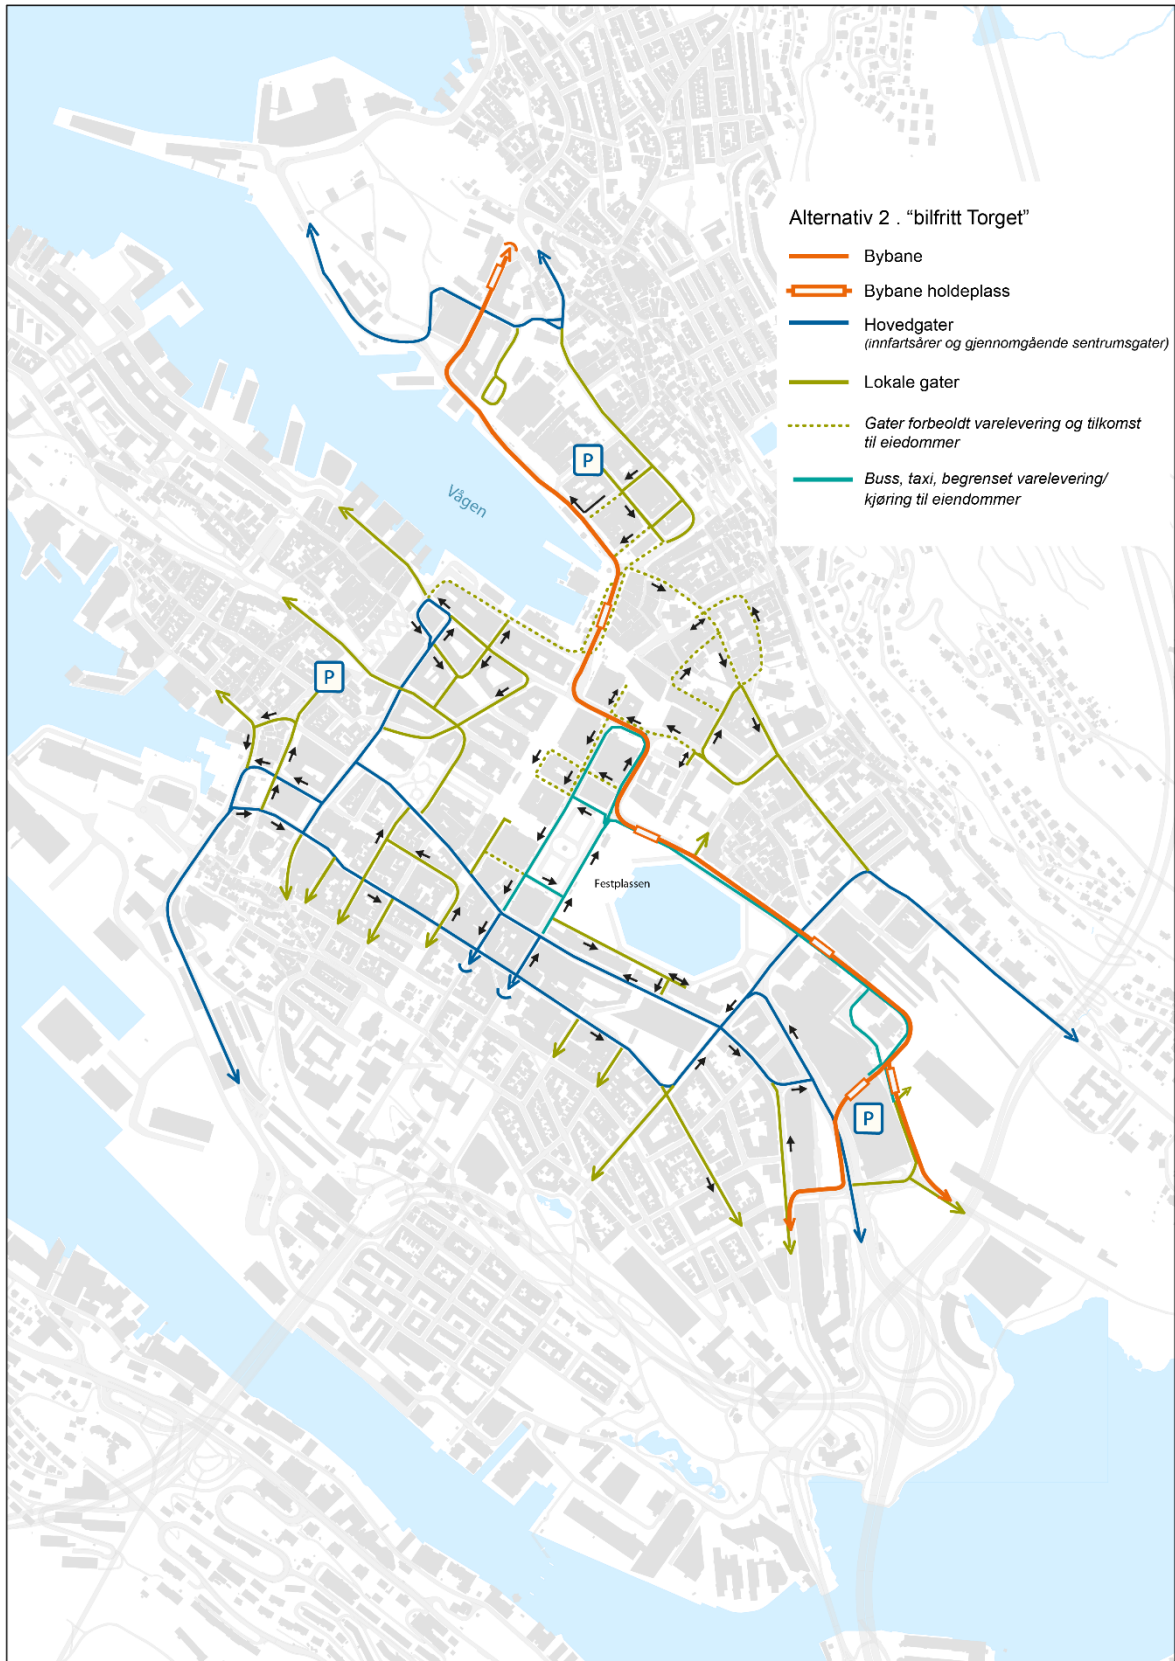 Alternativ 2 . “bilfritt Torget”
Bybane
Bybane holdeplass
Hovedgater
(innfartsårer og gjennomgående sentrumsgater)
Lokale gater
Gater forbeoldt varelevering og tilkomst
til eiedommer
Buss, taxi, begrenset varelevering/
kjøring til eiendommer
P
Vågen
P
Festplassen
P